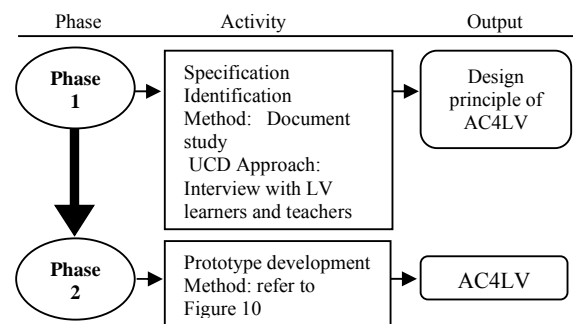 Phase Activity Output
Phase
1
Specification
Identification
Method: Document
study
UCD Approach:
Interview with LV
learners and teachers
Design
principle of
AC4LV
Phase
2
Prototype development
Method: refer to
Figure 10
AC4LV